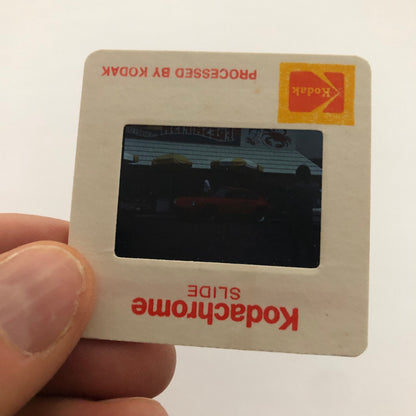 Kodachrome
SLIDE
PROCESSED BY KODAK
Kodak